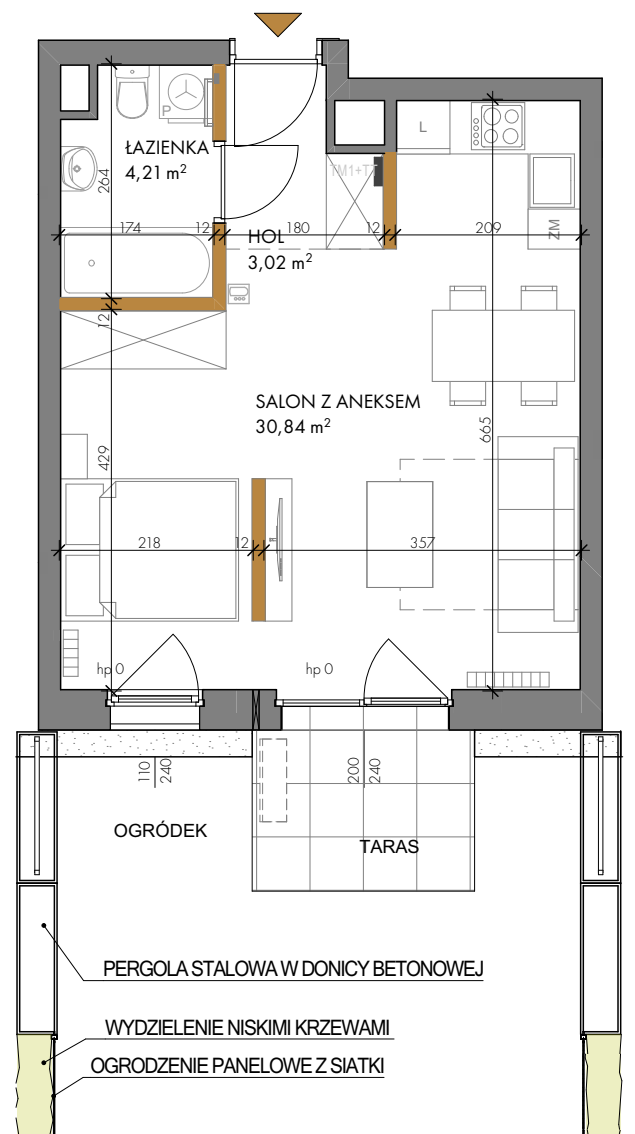 P
L
ŁAZIENKA
4,21 m²
264
TM1+T
174
12
180
12
209
ZM
HOL
3,02 m²
12
SALON Z ANEKSEM
30,84 m²
665
429
218
12
357
hp 0
hp 0
110
240
200
240
OGRÓDEK
TARAS
PERGOLA STALOWA W DONICY BETONOWEJ
WYDZIELENIE NISKIMI KRZEWAMI
OGRODZENIE PANELOWE Z SIATKI